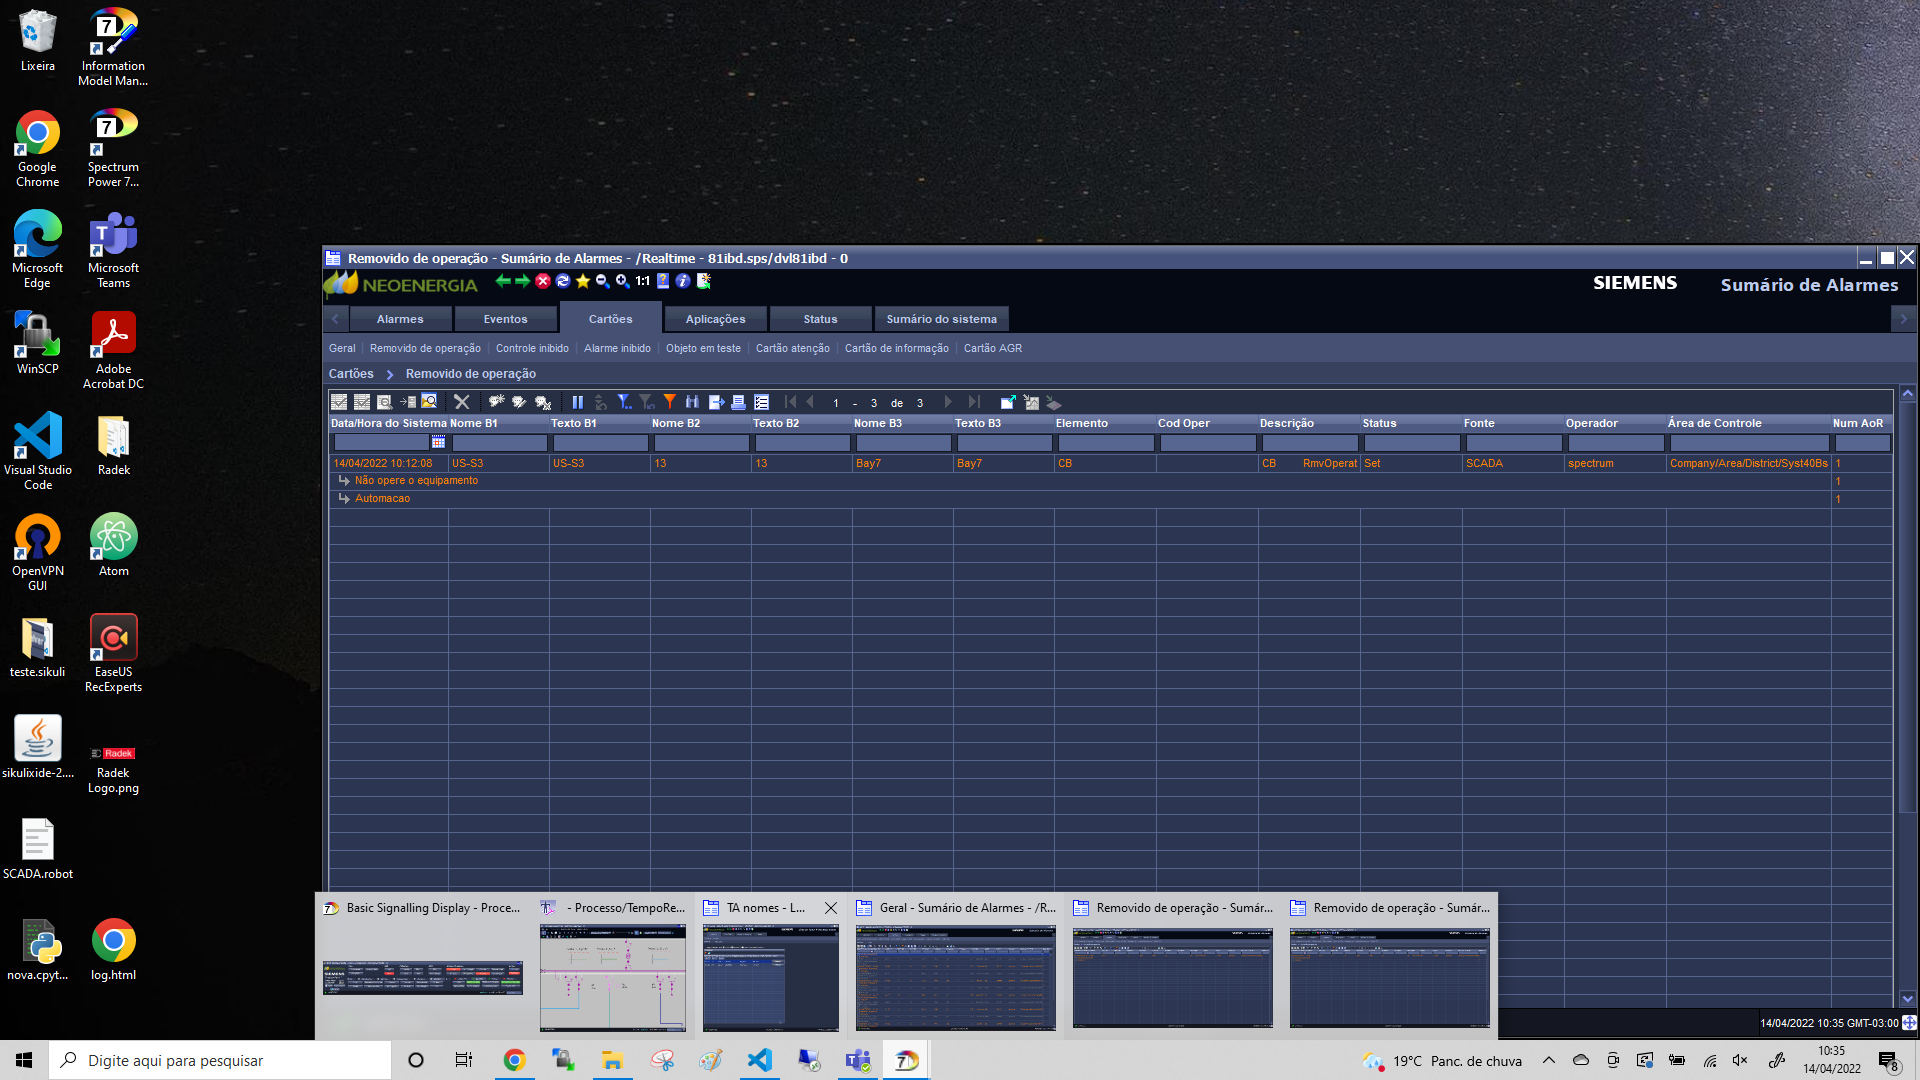 Lixeira
Information
Model Man...
Google
Chrome
Spectrum
Power 7...
Microsoft
Edge
Microsoft
Teams
WinSCP
Adobe
Acrobat DC
Visual Studio
Code
Radek
OpenVPN
GUI
Atom
teste.sikuli
EaseUS
RecExperts
sikulixide-2....
Radek
Radek
Logo.png
SCADA.robot
nova.cpyt...
log.html
Removido de operação - Sumário de Alarmes - /Realtime - 81ibd.sps/dvl81ibd - 0
NEOENERGIA
1:1
SIEMENS
Sumário de Alarmes
Alarmes
Eventos
Cartões
Aplicações
Status
Sumário do sistema
Geral
Removido de operação
Controle inibido
Alarme inibido
Objeto em teste
Cartão atenção
Cartão de informação
Cartão AGR
Cartões
Removido de operação
1 - 3 de 3
Data/Hora do Sistema Nome B1 Texto B1 Nome B2 Texto B2 Nome B3 Texto B3 Elemento Cod Oper Descrição Status Fonte Operador Área de Controle Num AoR
14/04/2022 10:12:08 US-S3 US-S3 13 13 Bay7 Bay7 CB CB RmvOperat Set SCADA spectrum Company/Area/District/Syst40Bs 1
Não opere o equipamento 1
Automacao 1
Basic Signalling Display - Proce...
- Processo/TempoRe...
TA nomes - L...
Geral - Sumário de Alarmes - /R...
Removido de operação - Sumár...
Removido de operação - Sumár...
14/04/2022 10:35 GMT-03:00
Digite aqui para pesquisar
19°C Panc. de chuva
10:35
14/04/2022
8